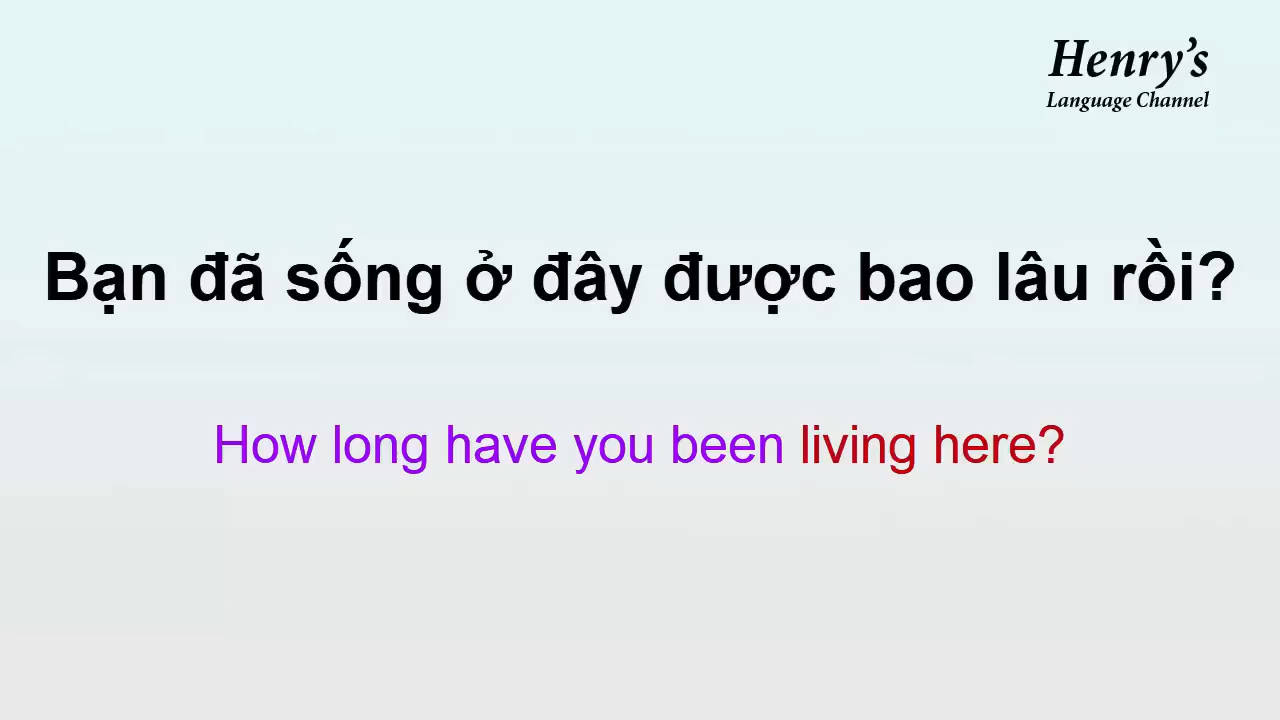 Henry’s
Language Channel
Bạn đã sống ở đây được bao lâu rồi?
How long have you been living here?